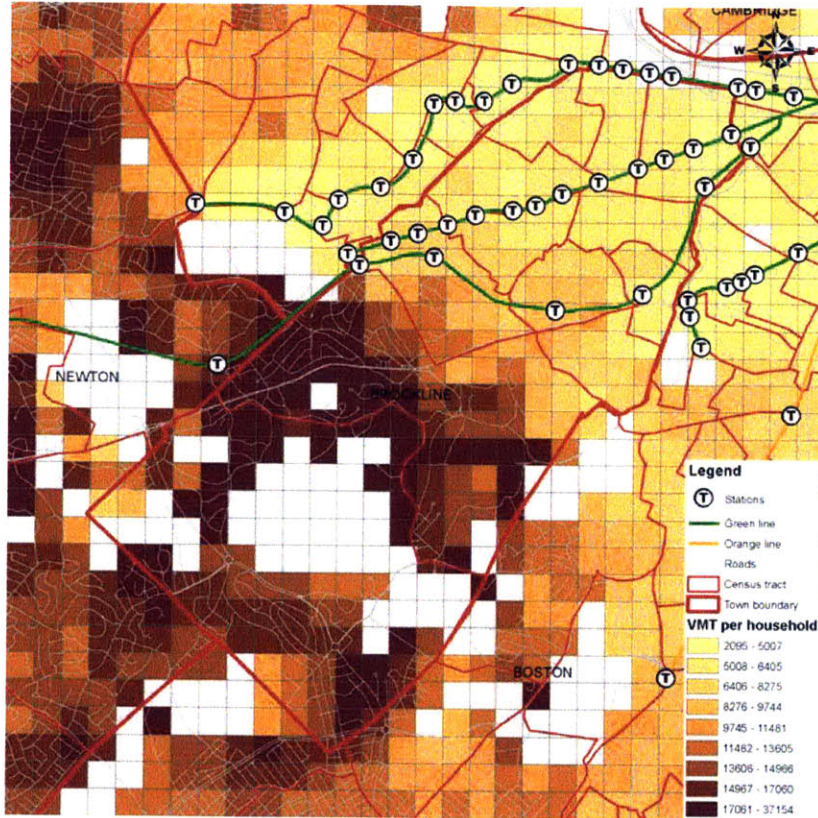 CAMBRIDGE
N
W
E
S
NEWTON
BROOKLINE
BOSTON
Legend
T Stations
Green line
Orange line
Roads
Census tract
Town boundary
VMT per household
2095 - 5007
5008 - 6405
6406 - 8275
8276 - 9744
9745 - 11481
11482 - 13605
13606 - 14966
14967 - 17060
17061 - 37154